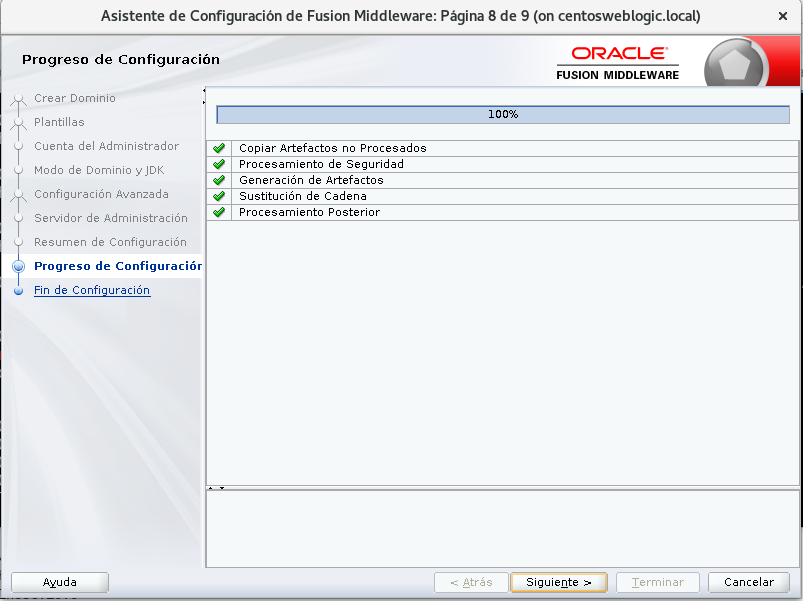 Asistente de Configuración de Fusion Middleware: Página 8 de 9 (on centosweblogic.local)
Progreso de Configuración
ORACLE
FUSION MIDDLEWARE
Crear Dominio
Plantillas
Cuenta del Administrador
Modo de Dominio y JDK
Configuración Avanzada
Servidor de Administración
Resumen de Configuración
Progreso de Configuración
Fin de Configuración
100%
Copiar Artefactos no Procesados
Procesamiento de Seguridad
Generación de Artefactos
Sustitución de Cadena
Procesamiento Posterior
Ayuda
< Atrás
Siguiente >
Terminar
Cancelar